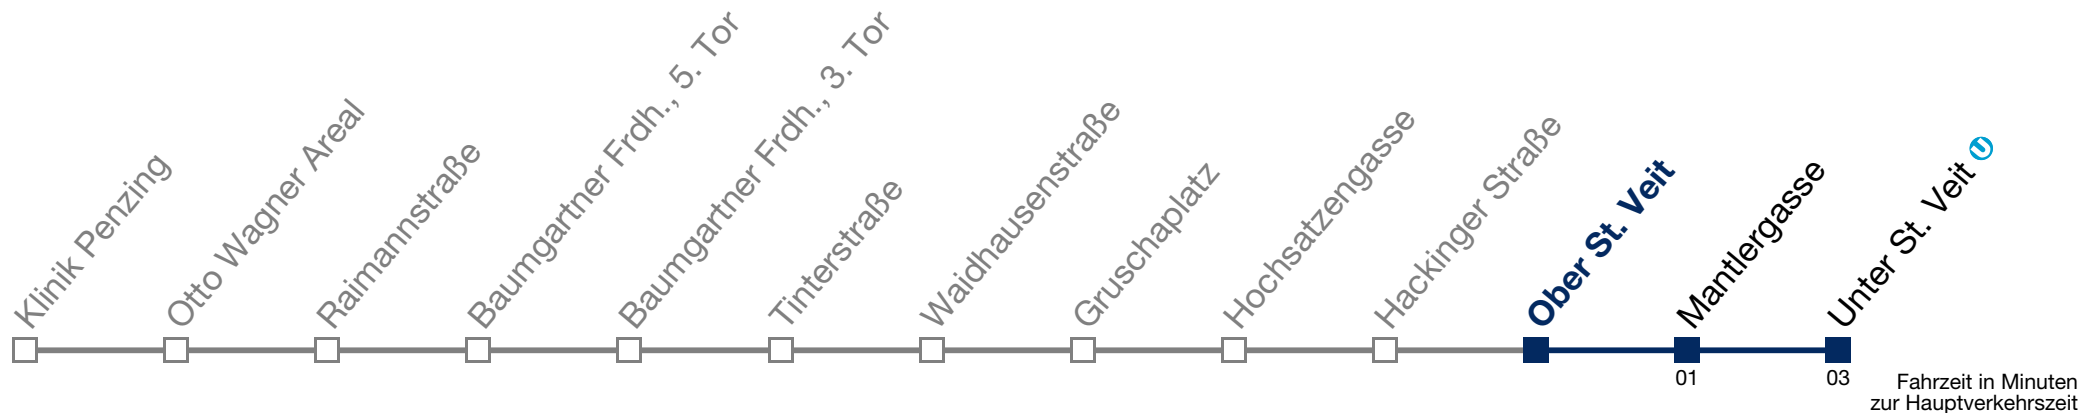 Klinik Penzing
Otto Wagner Areal
Raimannstraße
Baumgartner Frdh., 5. Tor
Baumgartner Frdh., 3. Tor
Tinterstraße
Waidhausenstraße
Gruschaplatz
Hochsatzengasse
Hackinger Straße
Ober St. Veit
Mantlergasse
Unter St. Veit U
01
03
Fahrzeit in Minuten
zur Hauptverkehrszeit